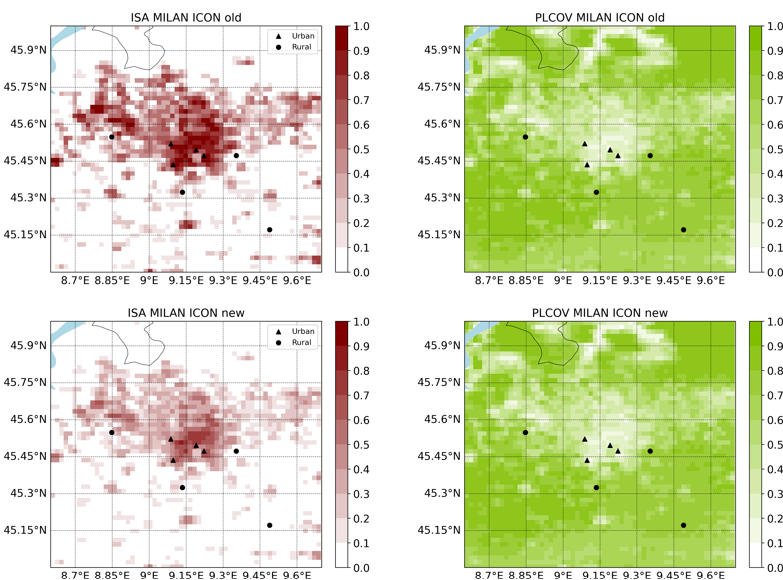 ISA MILAN ICON old
Urban
Rural
45.9°N
45.75°N
45.6°N
45.45°N
45.3°N
45.15°N
8.7°E 8.85°E 9°E 9.15°E 9.3°E 9.45°E 9.6°E
1.0
0.9
0.8
0.7
0.6
0.5
0.4
0.3
0.2
0.1
0.0
PLCOV MILAN ICON old
45.9°N
45.75°N
45.6°N
45.45°N
45.3°N
45.15°N
8.7°E 8.85°E 9°E 9.15°E 9.3°E 9.45°E 9.6°E
1.0
0.9
0.8
0.7
0.6
0.5
0.4
0.3
0.2
0.1
0.0
ISA MILAN ICON new
Urban
Rural
45.9°N
45.75°N
45.6°N
45.45°N
45.3°N
45.15°N
8.7°E 8.85°E 9°E 9.15°E 9.3°E 9.45°E 9.6°E
1.0
0.9
0.8
0.7
0.6
0.5
0.4
0.3
0.2
0.1
0.0
PLCOV MILAN ICON new
45.9°N
45.75°N
45.6°N
45.45°N
45.3°N
45.15°N
8.7°E 8.85°E 9°E 9.15°E 9.3°E 9.45°E 9.6°E
1.0
0.9
0.8
0.7
0.6
0.5
0.4
0.3
0.2
0.1
0.0